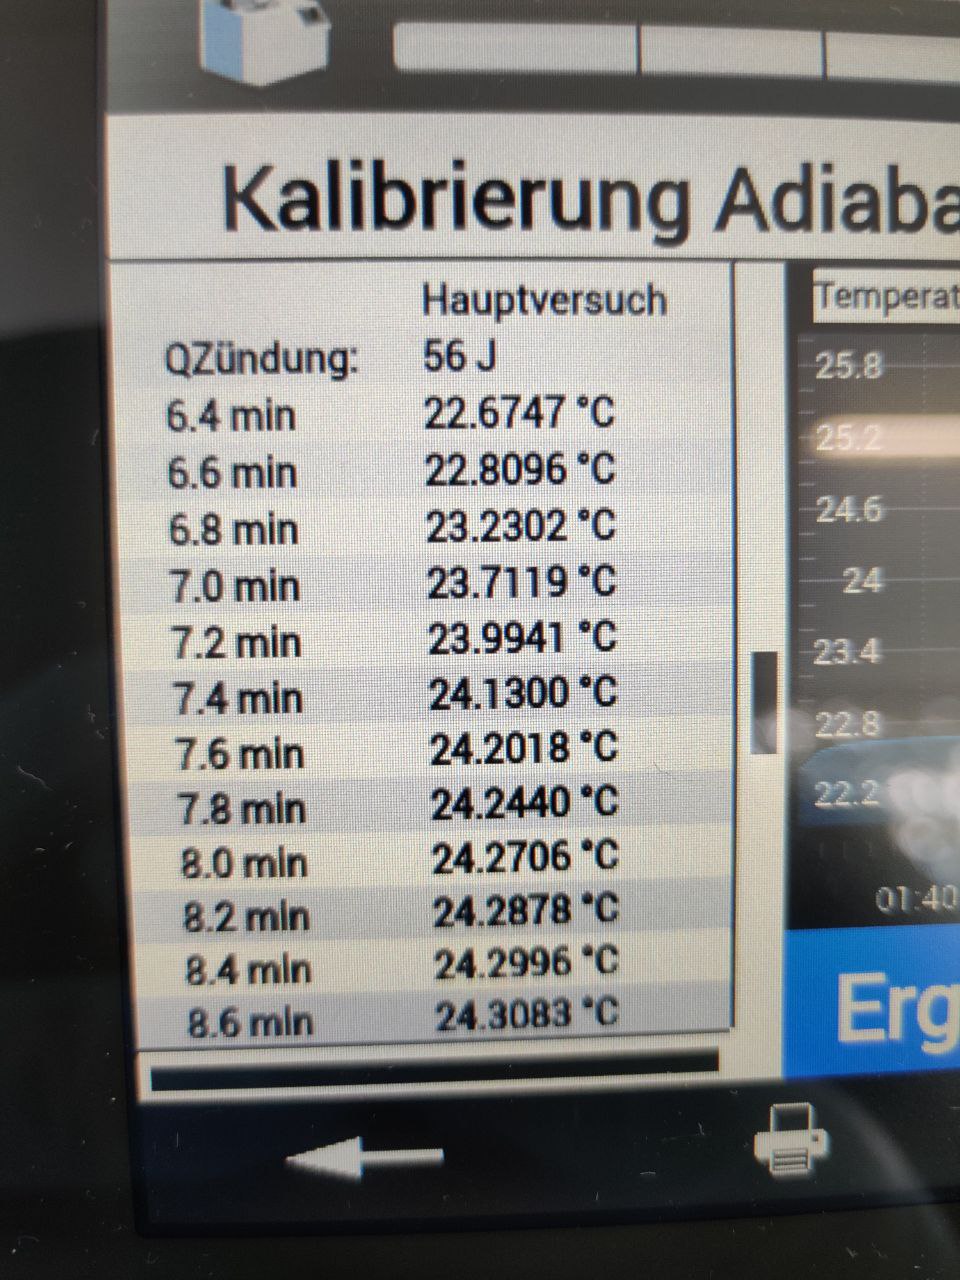 Kalibrierung Adiaba
Hauptversuch
QZündung: 56 J
6.4 min 22.6747 °C
6.6 min 22.8096 °C
6.8 min 23.2302 °C
7.0 min 23.7119 °C
7.2 min 23.9941 °C
7.4 min 24.1300 °C
7.6 min 24.2018 °C
7.8 min 24.2440 °C
8.0 min 24.2706 °C
8.2 min 24.2878 °C
8.4 min 24.2996 °C
8.6 min 24.3083 °C
Temperat
25.8
25.2
24.6
24
23.4
22.8
22.2
01:40
Erg